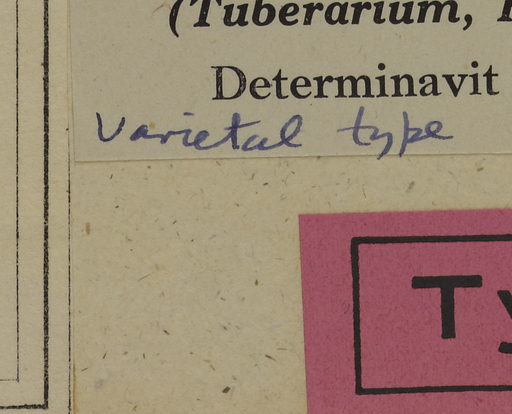 (Tuberarium,
Determinavit
Varietal type
Ty